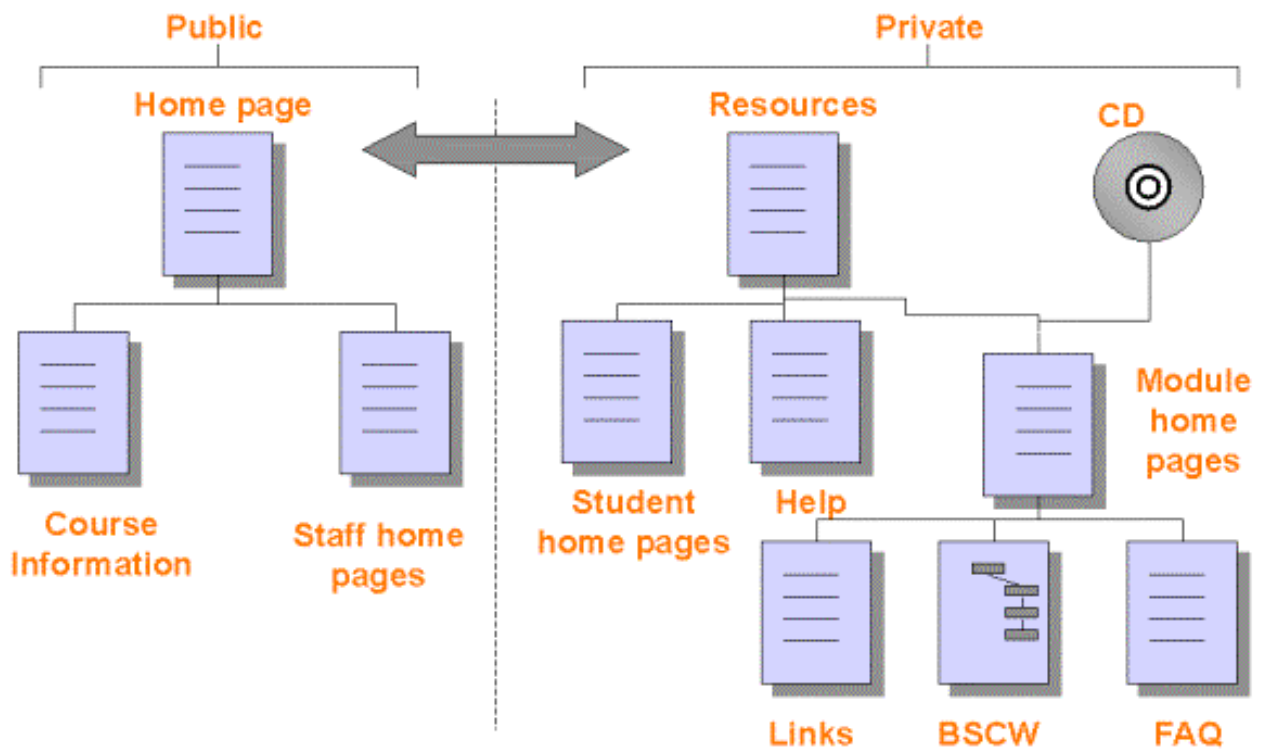 Public
Private
Home page
Resources
CD
Module
home
pages
Course
Information
Staff home
pages
Student
home pages
Help
Links
BSCW
FAQ